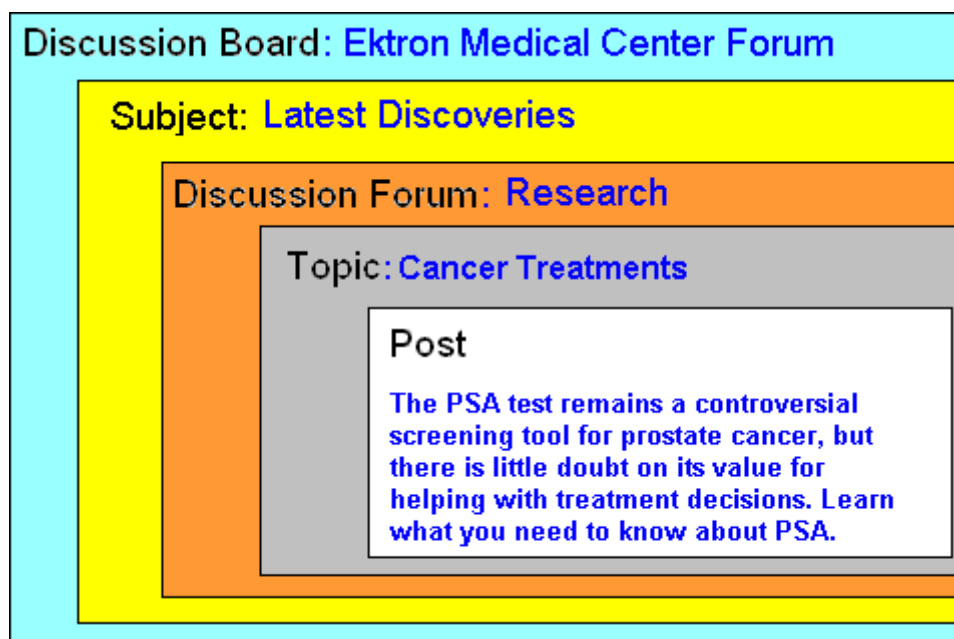 Discussion Board: Ektron Medical Center Forum
Subject: Latest Discoveries
Discussion Forum: Research
Topic: Cancer Treatments
Post
The PSA test remains a controversial
screening tool for prostate cancer, but
there is little doubt on its value for
helping with treatment decisions. Learn
what you need to know about PSA.